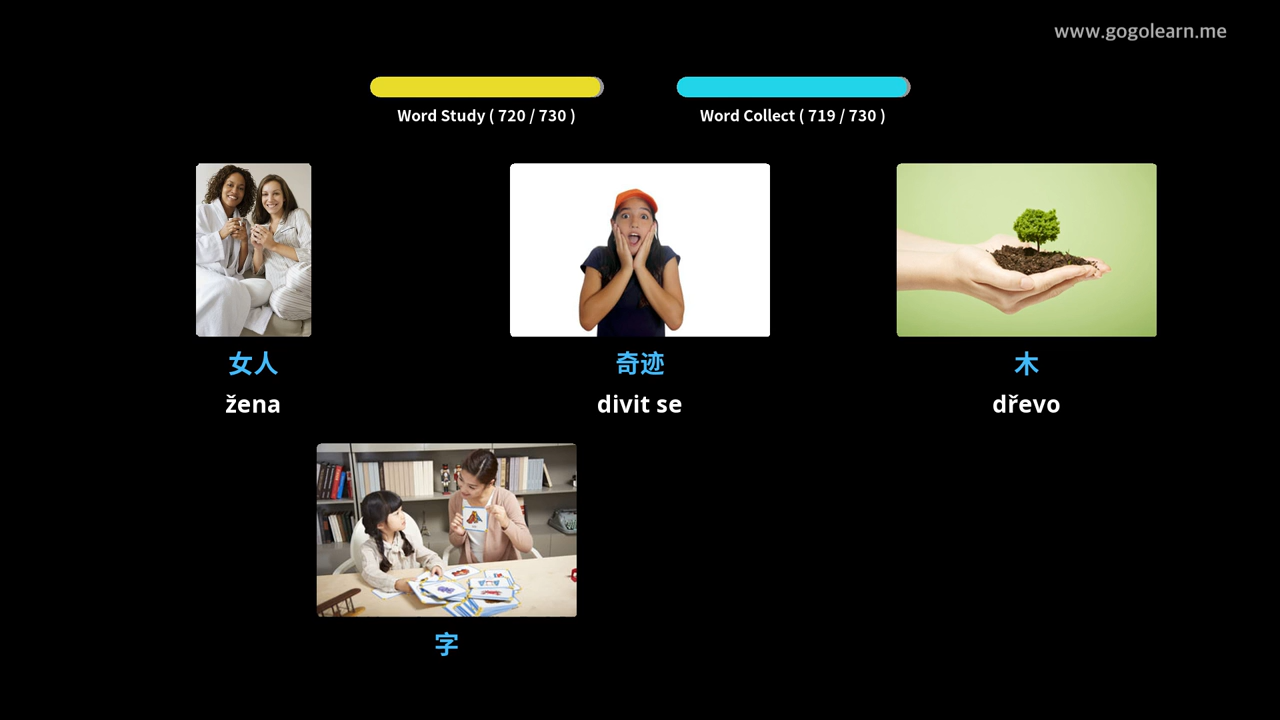 www.gogolearn.me
Word Study ( 720 / 730 )
Word Collect ( 719 / 730 )
女人
žena
奇迹
divit se
木
dřevo
字